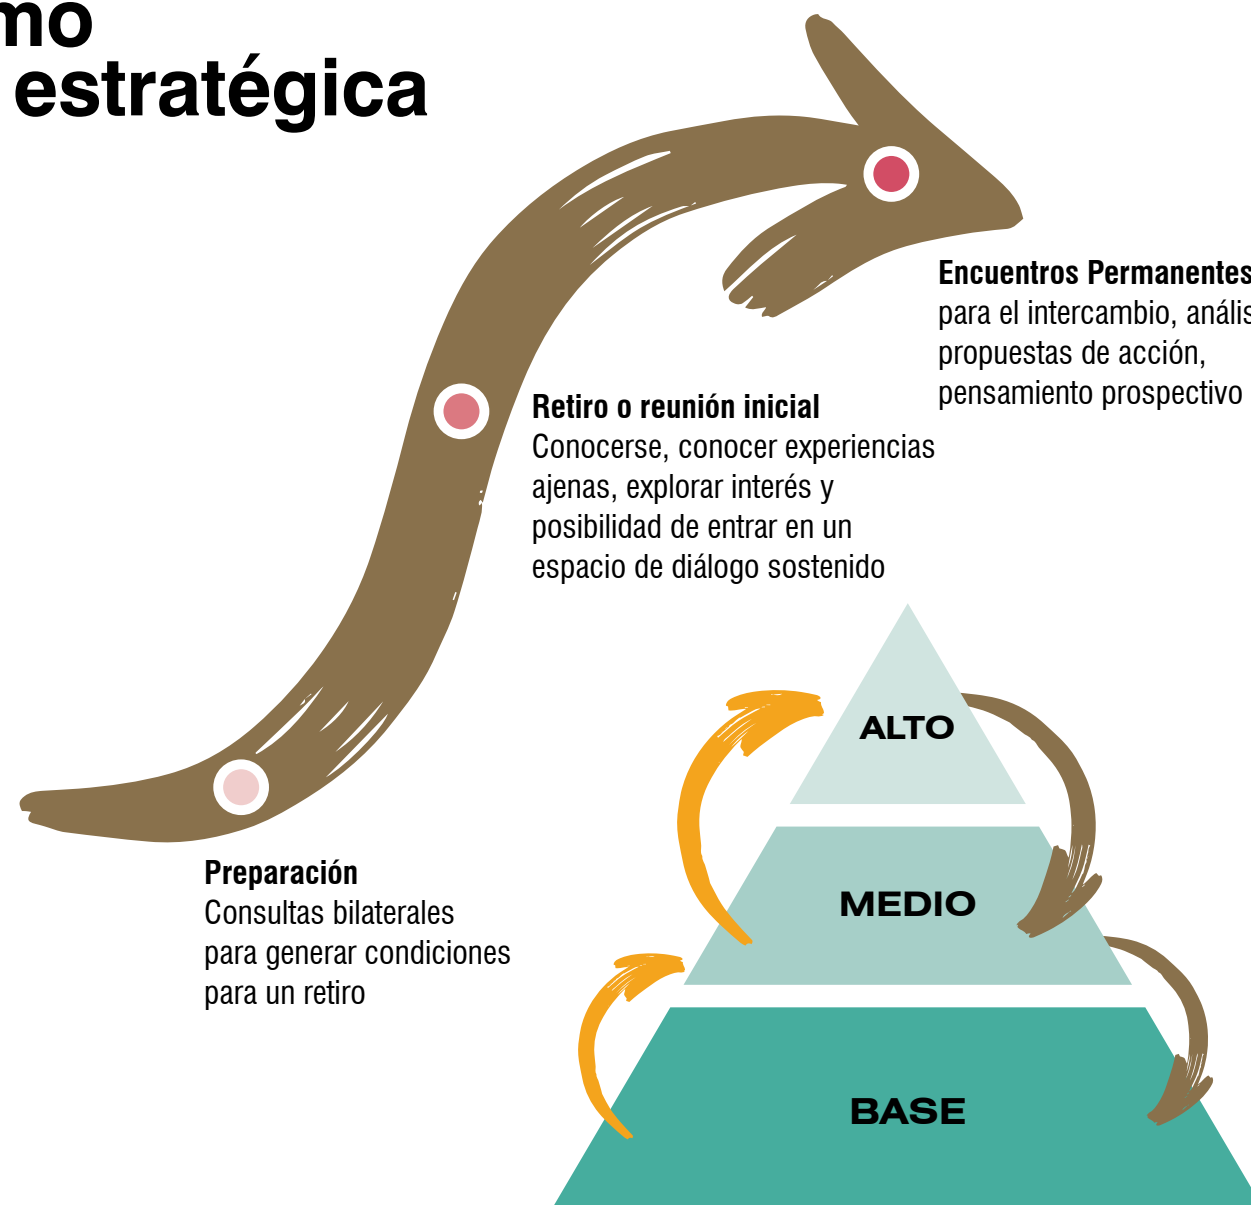 mo
estratégica
Encuentros Permanentes
para el intercambio,
propuestas de acción,
pensamiento prospectivo
Retiro o reunión inicial
Conocerse, conocer experiencias
ajenas, explorar interés y
posibilidad de entrar en un
espacio de diálogo sostenido
ALTO
MEDIO
BASE
Preparación
Consultas bilaterales
para generar condiciones
para un retiro